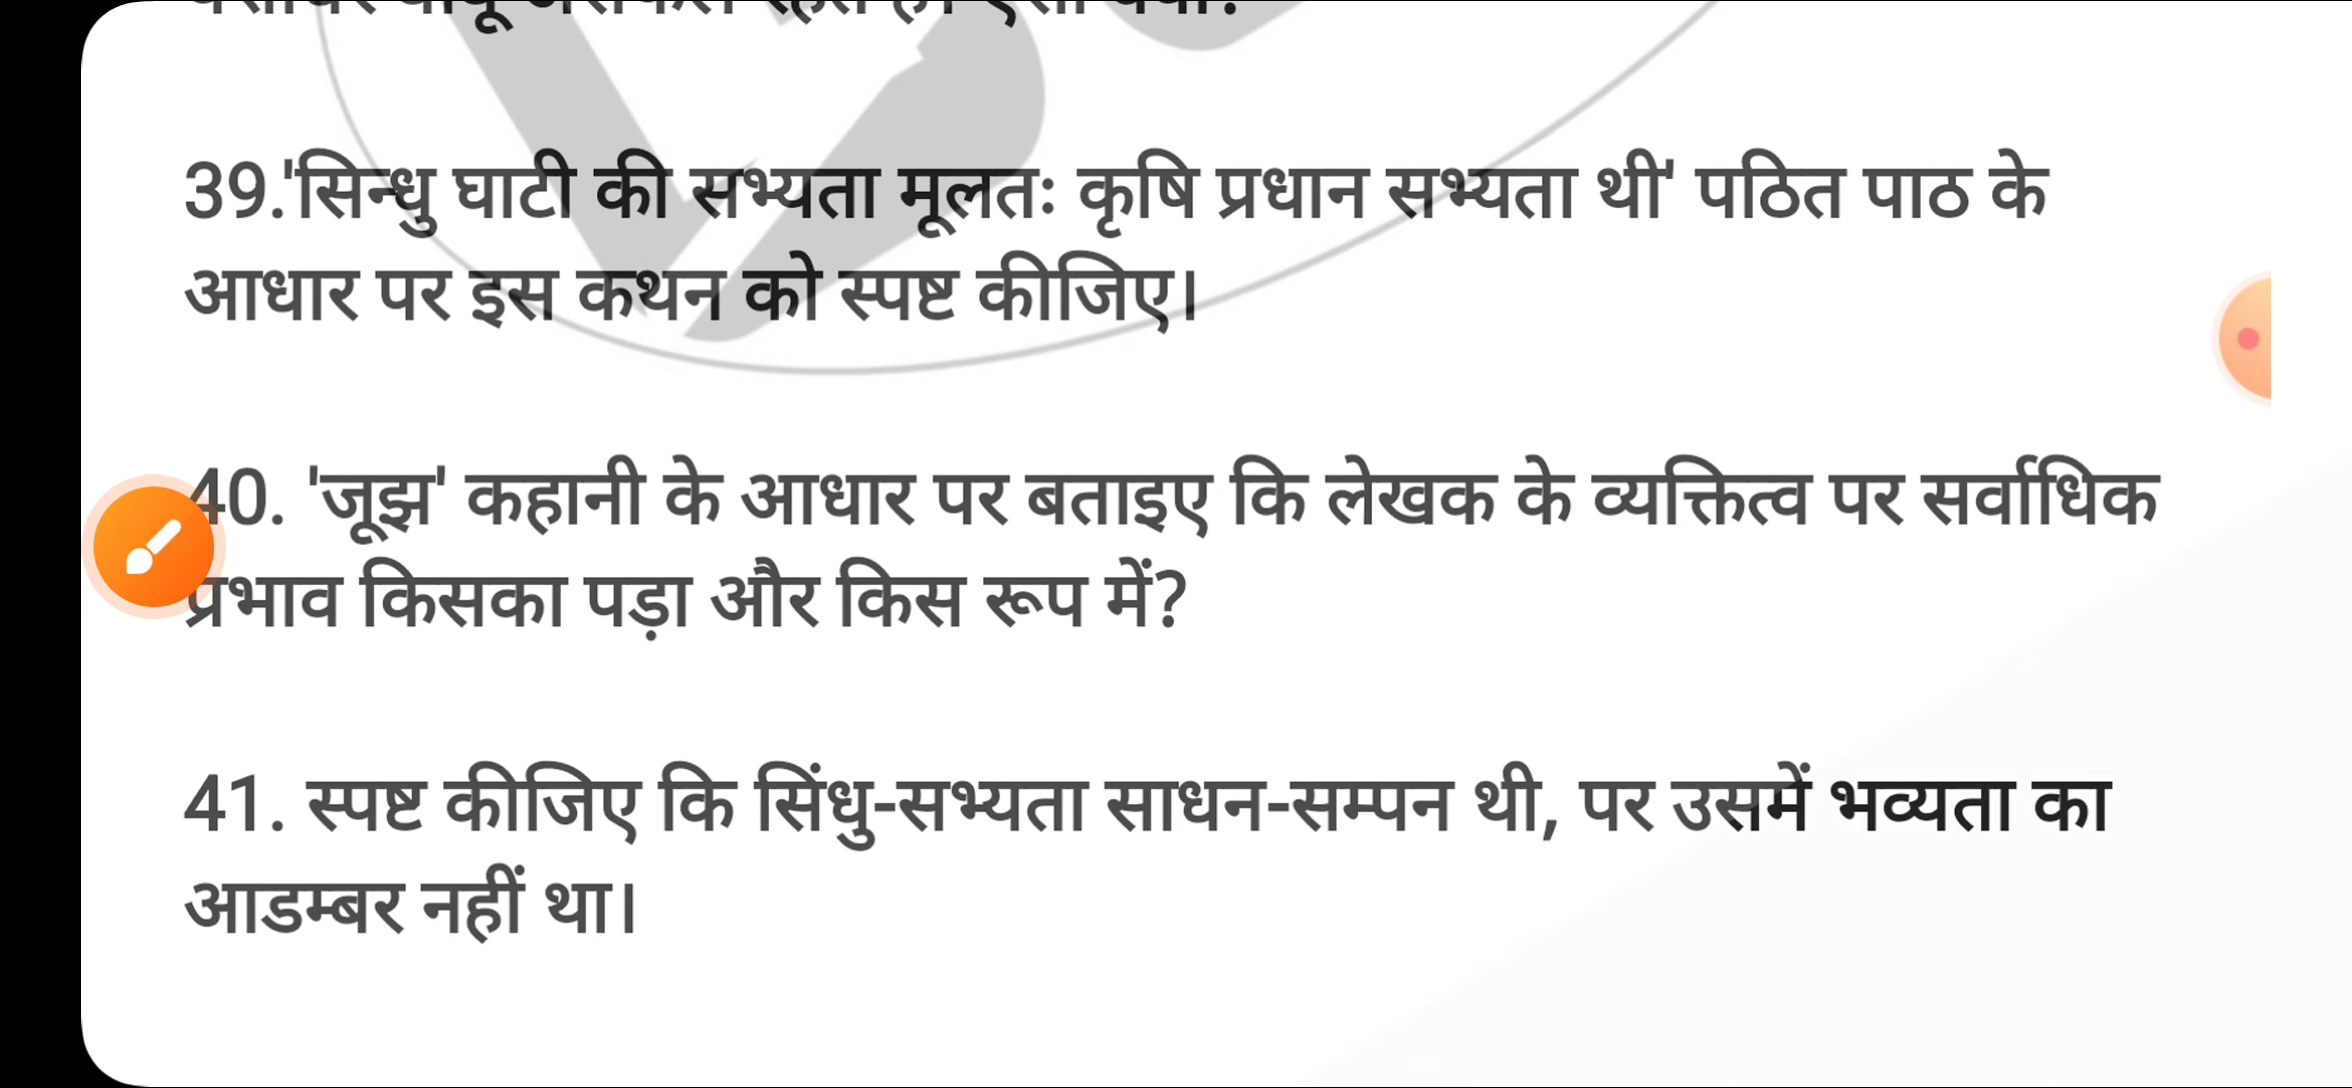 39.'सिन्धु घाटी की सभ्यता मूलतः कृषि प्रधान सभ्यता थी' पठित पाठ के
आधार पर इस कथन को स्पष्ट कीजिए।
40. 'जूझ' कहानी के आधार पर बताइए कि लेखक के व्यक्तित्व पर सर्वाधिक
प्रभाव किसका पड़ा और किस रूप में?
41. स्पष्ट कीजिए कि सिंधु-सभ्यता साधन-सम्पन थी, पर उसमें भव्यता का
आडम्बर नहीं था।